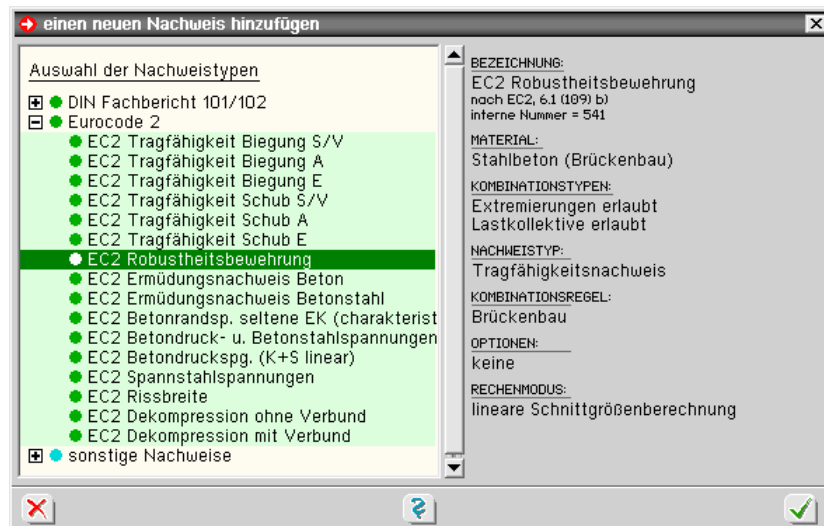 einen neuen Nachweis hinzufügen
Auswahl der Nachweistypen
DIN Fachbericht 101/102
Eurocode 2
EC2 Tragfähigkeit Biegung S/V
EC2 Tragfähigkeit Biegung A
EC2 Tragfähigkeit Biegung E
EC2 Tragfähigkeit Schub S/V
EC2 Tragfähigkeit Schub A
EC2 Tragfähigkeit Schub E
EC2 Robustheitsbewehrung
EC2 Ermüdungsnachweis Beton
EC2 Ermüdungsnachweis Betonstahl
EC2 Betonrandsp. seltene EK (charakterist
EC2 Betondruck- u. Betonstahlspannungen
EC2 Betondruckspg. (K+S linear)
EC2 Spannstahlspannungen
EC2 Rissbreite
EC2 Dekompression ohne Verbund
EC2 Dekompression mit Verbund
sonstige Nachweise
BEZEICHNUNG:
EC2 Robustheitsbewehrung
nach EC2, 6.1 (109) b)
interne Nummer = 541
MATERIAL:
Stahlbeton (Brückenbau)
KOMBINATIONSTYPEN:
Extremierungen erlaubt
Lastkollektive erlaubt
NACHWEISTYP:
Tragfähigkeitsnachweis
KOMBINATIONSREGEL:
Brückenbau
OPTIONEN:
keine
RECHENMODUS:
lineare Schnittgrößenberechnung